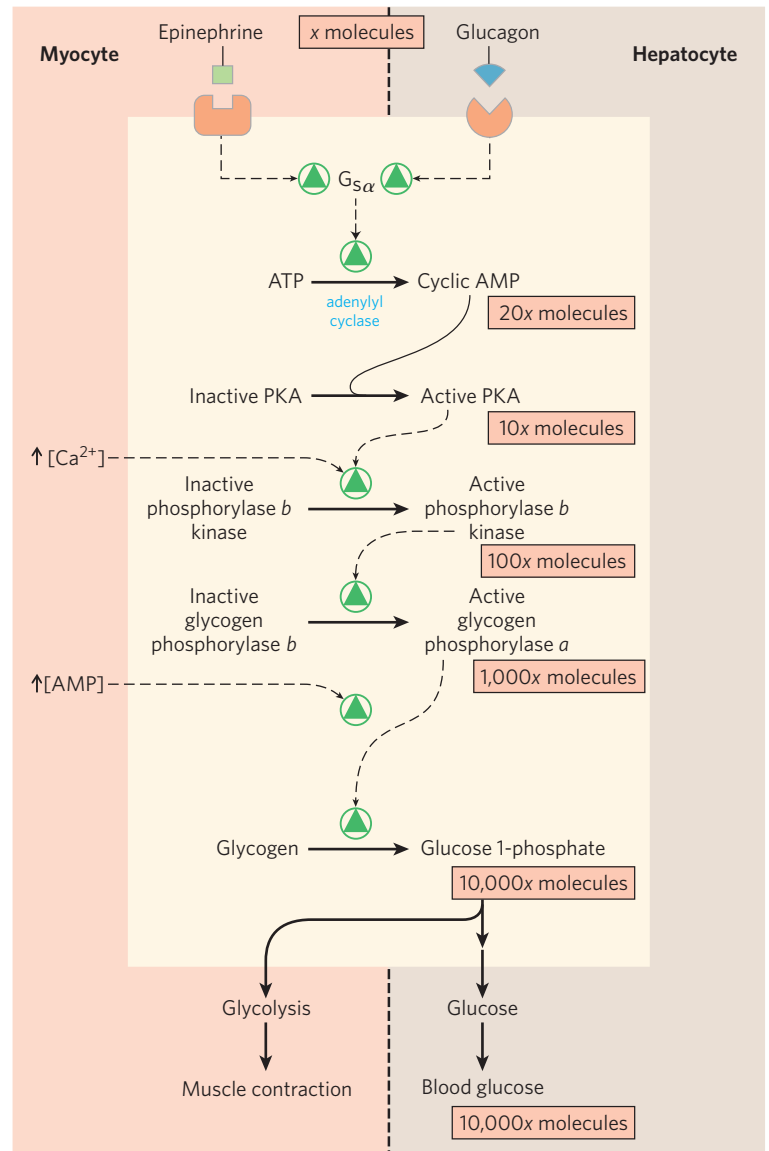 Epinephrine
x molecules
Glucagon
Myocyte
Hepatocyte
Gsα
ATP
Cyclic AMP
adenylyl
cyclase
20x molecules
Inactive PKA
Active PKA
10x molecules
↑[Ca2+]
Inactive
phosphorylase b
kinase
Active
phosphorylase b
kinase
100x molecules
Inactive
glycogen
phosphorylase b
Active
glycogen
phosphorylase a
1,000x molecules
↑[AMP]
Glycogen
Glucose 1-phosphate
10,000x molecules
Glycolysis
Glucose
Muscle contraction
Blood glucose
10,000x molecules